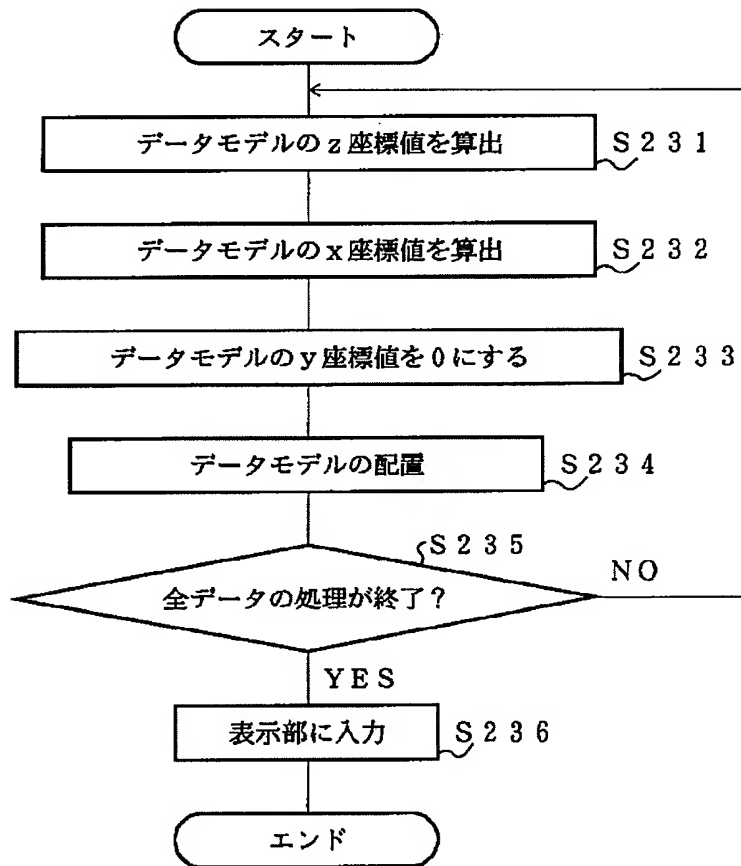 スタート
データモデルのz座標値を算出
S231
データモデルのx座標値を算出
S232
データモデルのy座標値を0にする
S233
データモデルの配置
S234
S235
全データの処理が終了?
NO
YES
表示部に入力
S236
エンド